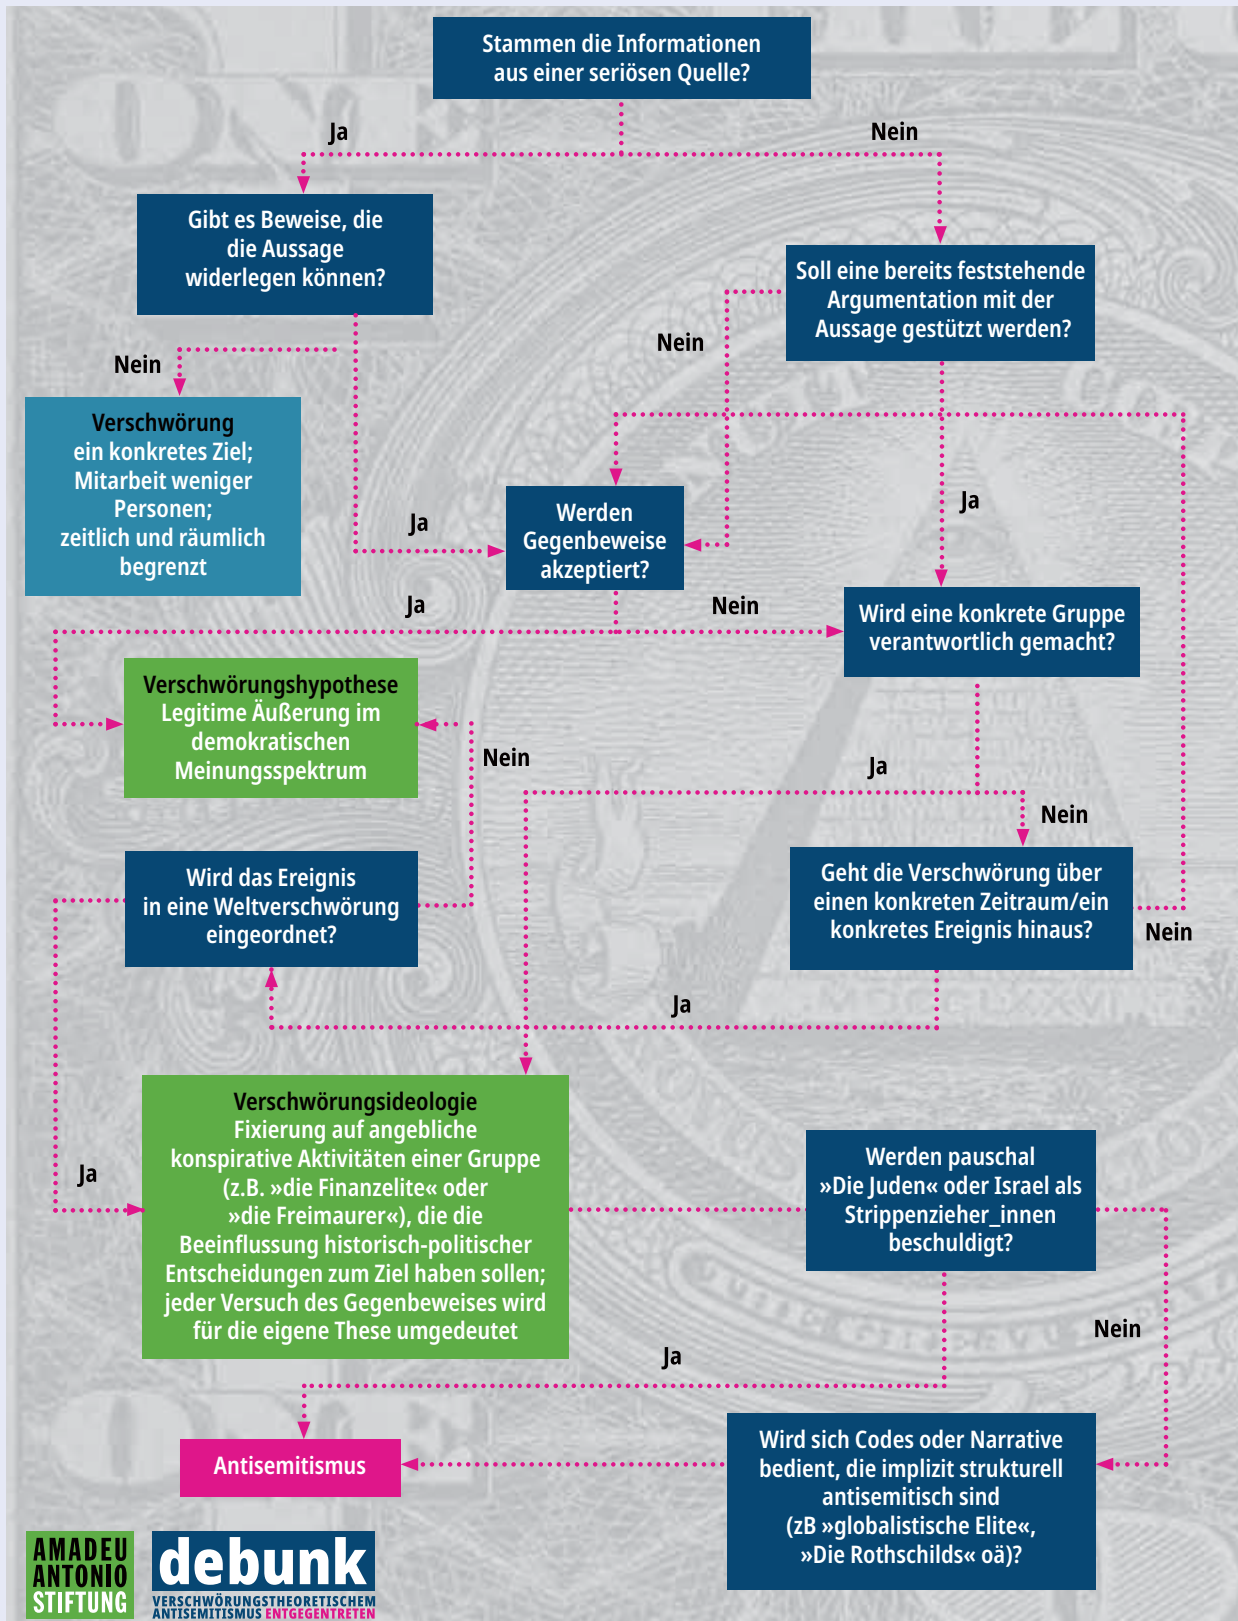 Stammen die Informationen
aus einer seriösen Quelle?
Ja
Nein
Gibt es Beweise, die
die Aussage
widerlegen können?
Soll eine bereits feststehende
Argumentation mit der
Aussage gestützt werden?
Nein
Nein
Verschwörung
ein konkretes Ziel;
Mitarbeit weniger
Personen;
zeitlich und räumlich
begrenzt
Ja
Werden
Gegenbeweise
akzeptiert?
Ja
Ja
Nein
Wird eine konkrete Gruppe
verantwortlich gemacht?
Verschwörungshypothese
Legitime Äußerung im
demokratischen
Meinungsspektrum
Nein
Ja
Nein
Wird das Ereignis
in eine Weltverschwörung
eingeordnet?
Geht die Verschwörung über
einen konkreten Zeitraum/ein
konkretes Ereignis hinaus?
Nein
Ja
Verschwörungsideologie
Fixierung auf angebliche
konspirative Aktivitäten einer Gruppe
(z.B. »die Finanzelite« oder
»die Freimaurer«), die die
Beeinflussung historisch-politischer
Entscheidungen zum Ziel haben sollen;
jeder Versuch des Gegenbeweises wird
für die eigene These umgedeutet
Ja
Werden pauschal
»Die Juden« oder Israel als
Strippenzieher_innen
beschuldigt?
Nein
Ja
Antisemitismus
Wird sich Codes oder Narrative
bedient, die implizit strukturell
antisemitisch sind
(zB »globalistische Elite«,
»Die Rothschilds« oä)?
AMADEU
ANTONIO
STIFTUNG
debunk
VERSCHWÖRUNGSTHEORETISCHEM
ANTISEMITISMUS ENTGEGENTRETEN